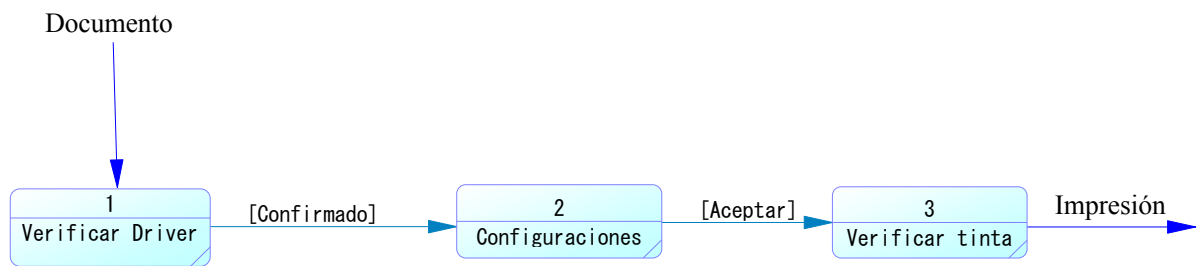 Documento
1
Verificar Driver
[Confirmado]
2
Configuraciones
[Aceptar]
3
Verificar tinta
Impresión